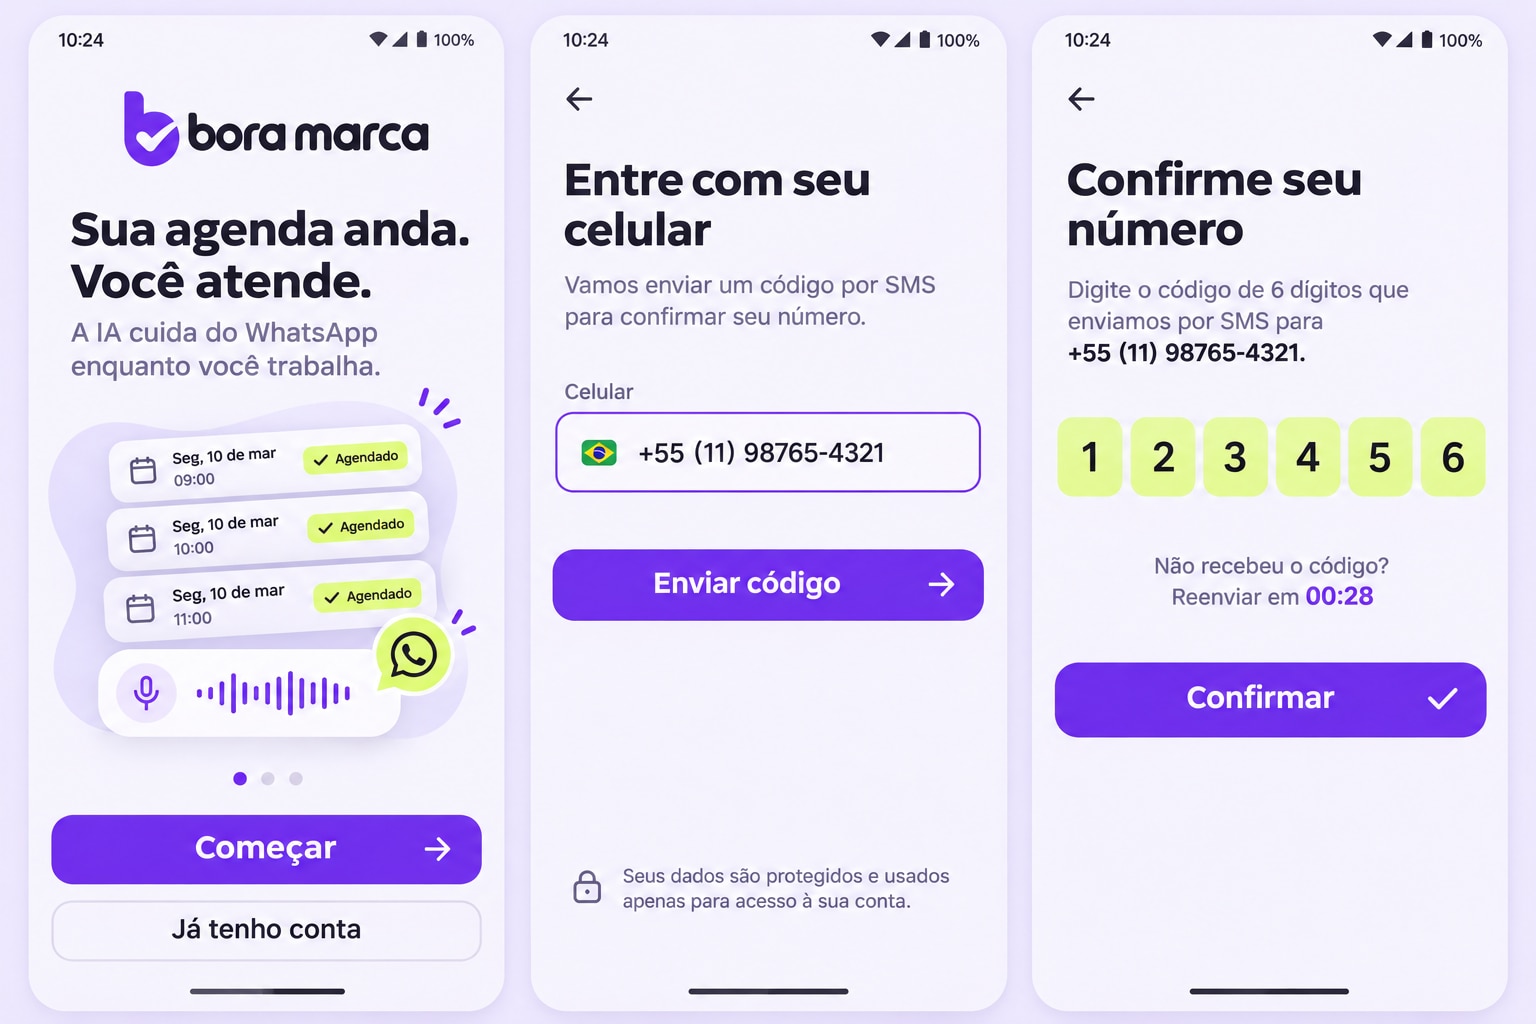 10:24
100%
bora marca
Sua agenda anda.
Você atende.
A IA cuida do WhatsApp
enquanto você trabalha.
Seg, 10 de mar
09:00
Agendado
Seg, 10 de mar
10:00
Agendado
Seg, 10 de mar
11:00
Agendado
Começar
Já tenho conta
10:24
100%
Entre com seu
celular
Vamos enviar um código por SMS
para confirmar seu número.
Celular
+55 (11) 98765-4321
Enviar código
Seus dados são protegidos e usados
apenas para acesso à sua conta.
10:24
100%
Confirme seu
número
Digite o código de 6 dígitos que
enviamos por SMS para
+55 (11) 98765-4321.
1 2 3 4 5 6
Não recebeu o código?
Reenviar em 00:28
Confirmar